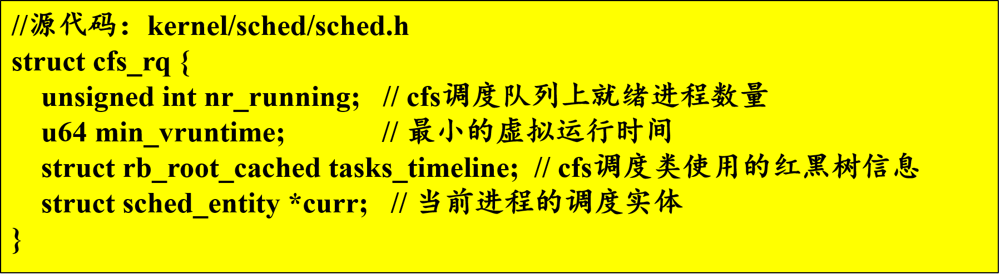 //源代码：kernel/sched/sched.h
struct cfs_rq {
unsigned int nr_running; // cfs调度队列上就绪进程数量
u64 min_vruntime; // 最小的虚拟运行时间
struct rb_root_cached tasks_timeline; // cfs调度类使用的红黑树信息
struct sched_entity *curr; // 当前进程的调度实体
}